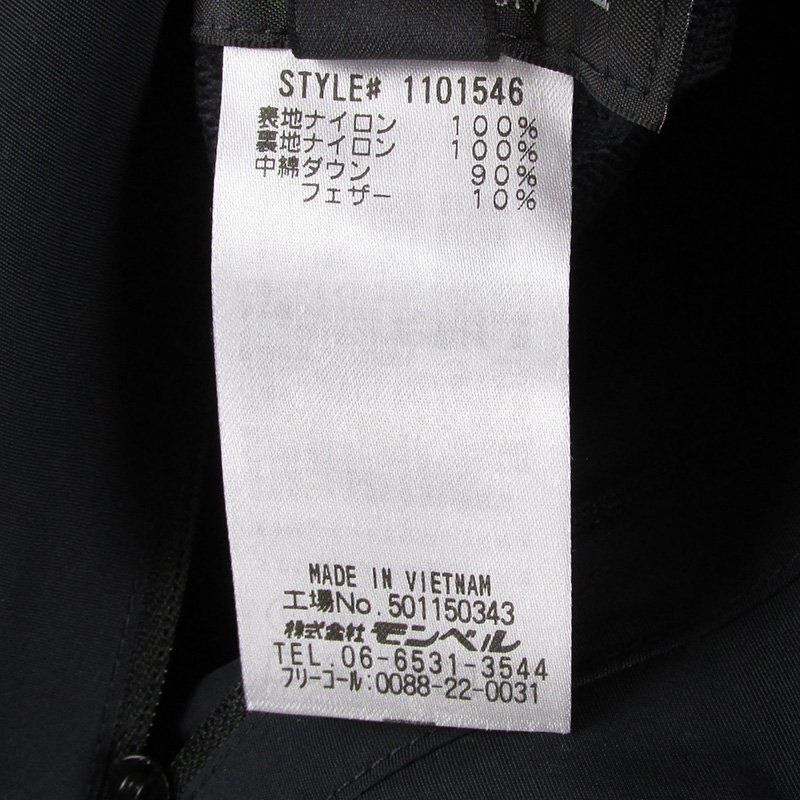 STYLE# 1101546
表地ナイロン 100%
裏地ナイロン 100%
中綿ダウン 90%
フェザー 10%
MADE IN VIETNAM
工場No.501150343
株式会社 モンベル
TEL.06-6531-3544
フリーコール:0088-22-0031